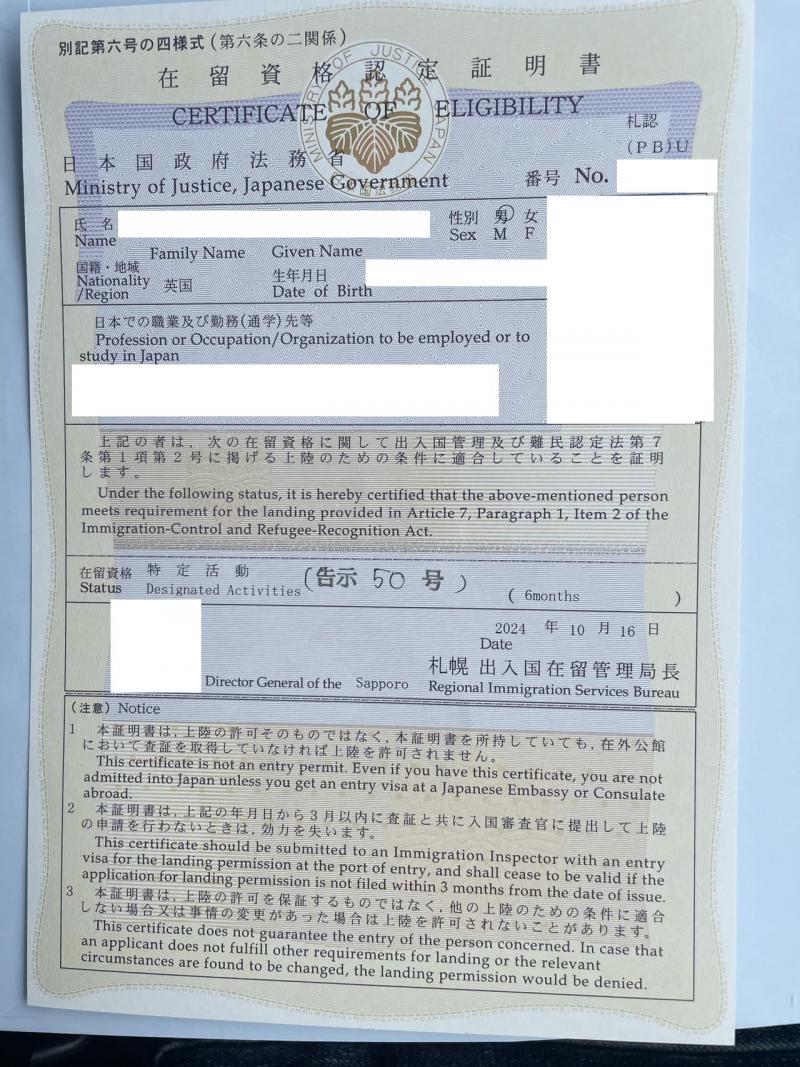 別記第六号の四様式(第六条の二関係)
在留資格認定証明書
CERTIFICATE OF ELIGIBILITY
MINISTRY OF JUSTICE JAPAN
札認
(PB)U
日本国政府法務省
Ministry of Justice, Japanese Government
番号 No.
氏 名
Name
Family Name Given Name
性別 男 女
Sex M F
国籍・地域
Nationality
/Region
英国
生年月日
Date of Birth
日本での職業及び勤務(通学)先等
Profession or Occupation/Organization to be employed or to
study in Japan
上記の者は,次の在留資格に関して出入国管理及び難民認定法第7
条第1項第2号に掲げる上陸のための条件に適合していることを証明
します。
Under the following status, it is hereby certified that the above-mentioned person
meets requirement for the landing provided in Article 7, Paragraph 1, Item 2 of the
Immigration-Control and Refugee-Recognition Act.
在留資格 特定活動
Status Designated Activities
(告示 50 号)
( 6months )
2024 年 10 月 16 日
Date
札幌 出入国在留管理局長
Director General of the Sapporo Regional Immigration Services Bureau
(注意) Notice
1 本証明書は,上陸の許可そのものではなく,本証明書を所持していても,在外公館
において査証を取得していなければ上陸を許可されません。
This certificate is not an entry permit. Even if you have this certificate, you are not
admitted into Japan unless you get an entry visa at a Japanese Embassy or Consulate
abroad.
2 本証明書は,上記の年月日から3月以内に査証と共に入国審査官に提出して上陸
の申請を行わないときは,効力を失います。
This certificate should be submitted to an Immigration Inspector with an entry
visa for the landing permission at the port of entry, and shall cease to be valid if the
application for landing permission is not filed within 3 months from the date of issue.
3 本証明書は,上陸の許可を保証するものではなく,他の上陸のための条件に適合
しない場合又は事情の変更があった場合は上陸を許可されないことがあります。
This certificate does not guarantee the entry of the person concerned. In case that
an applicant does not fulfill other requirements for landing or the relevant
circumstances are found to be changed, the landing permission would be denied.